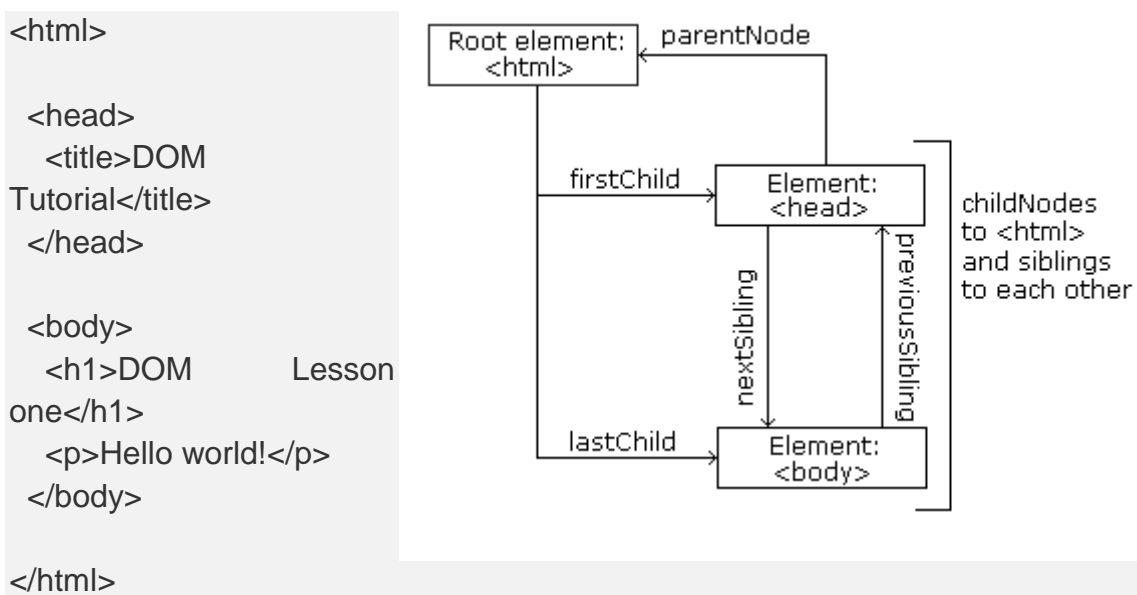 <html>
<head>
<title>DOM
Tutorial</title>
</head>
<body>
<h1>DOM Lesson
one</h1>
<p>Hello world!</p>
</body>
</html>
Root element:
<html>
parentNode
firstChild
Element:
<head>
nextSibling
previousSibling
lastChild
Element:
<body>
childNodes
to <html>
and siblings
to each other